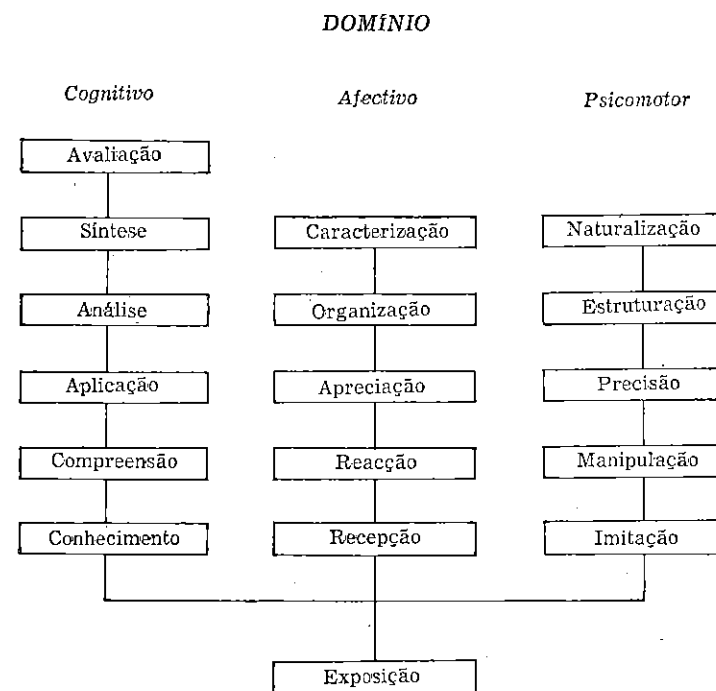 DOMÍNIO
Cognitivo Afectivo Psicomotor
Avaliação
Síntese Caracterização Naturalização
Análise Organização Estruturação
Aplicação Apreciação Precisão
Compreensão Reacção Manipulação
Conhecimento Recepção Imitação
Exposição